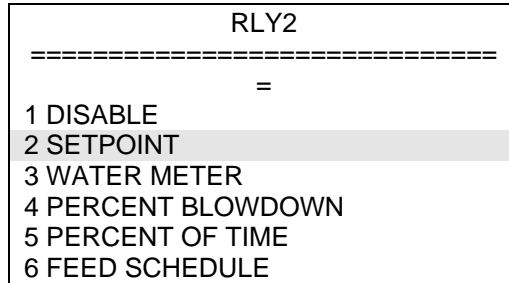 RLY2
==============================
=
1 DISABLE
2 SETPOINT
3 WATER METER
4 PERCENT BLOWDOWN
5 PERCENT OF TIME
6 FEED SCHEDULE